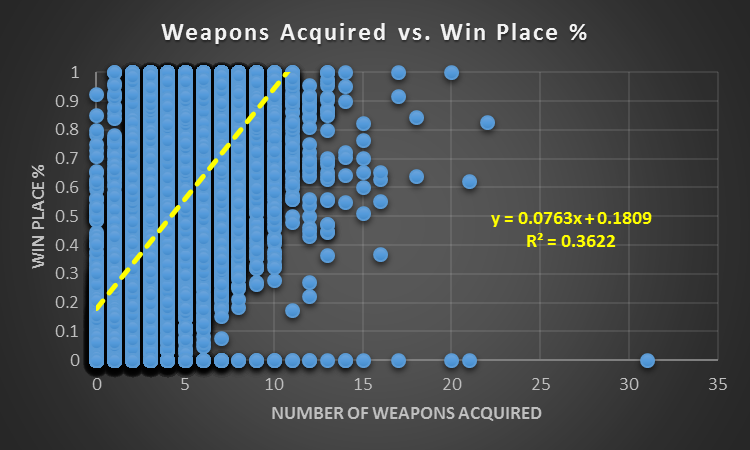 Weapons Acquired vs. Win Place %
1
0.9
0.8
0.7
0.6
0.5
0.4
0.3
0.2
0.1
0
WIN PLACE %
y = 0.0763x + 0.1809
R² = 0.3622
0 5 10 15 20 25 30 35
NUMBER OF WEAPONS ACQUIRED